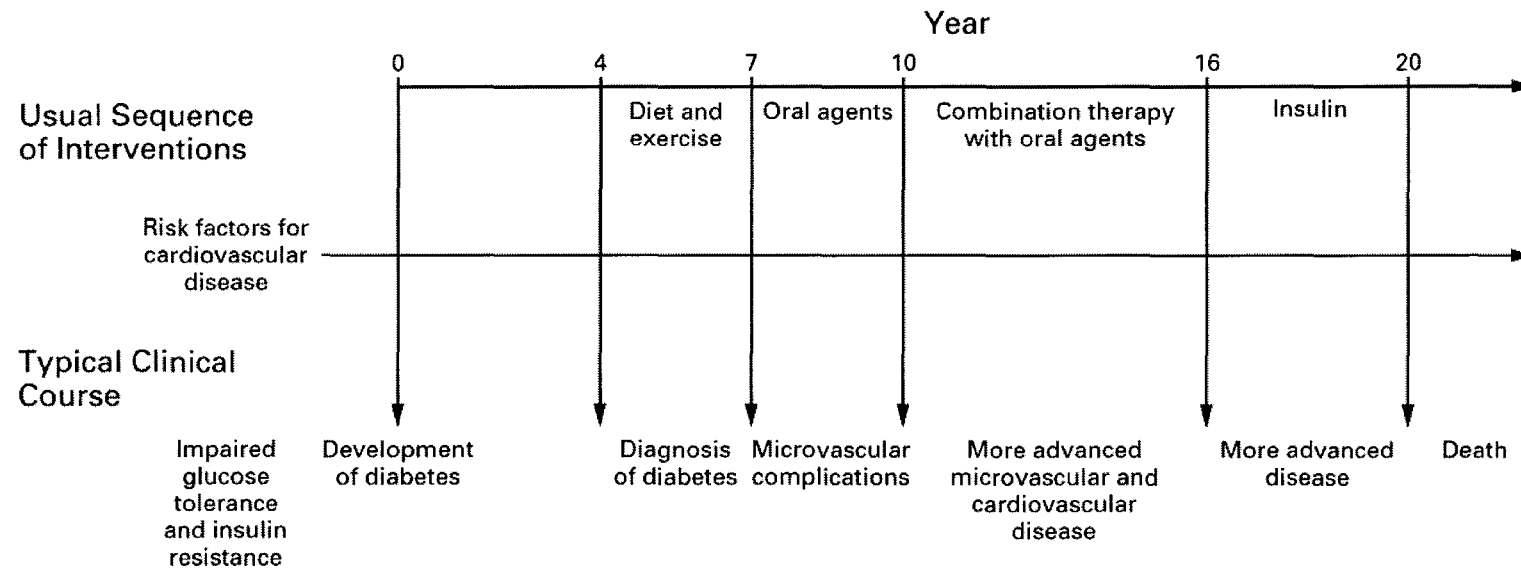 Year
0 4 7 10 16 20
Usual Sequence
of Interventions
Diet and
exercise
Oral agents
Combination therapy
with oral agents
Insulin
Risk factors for
cardiovascular
disease
Typical Clinical
Course
Impaired
glucose
tolerance
and insulin
resistance
Development
of diabetes
Diagnosis
of diabetes
Microvascular
complications
More advanced
microvascular and
cardiovascular
disease
More advanced
disease
Death